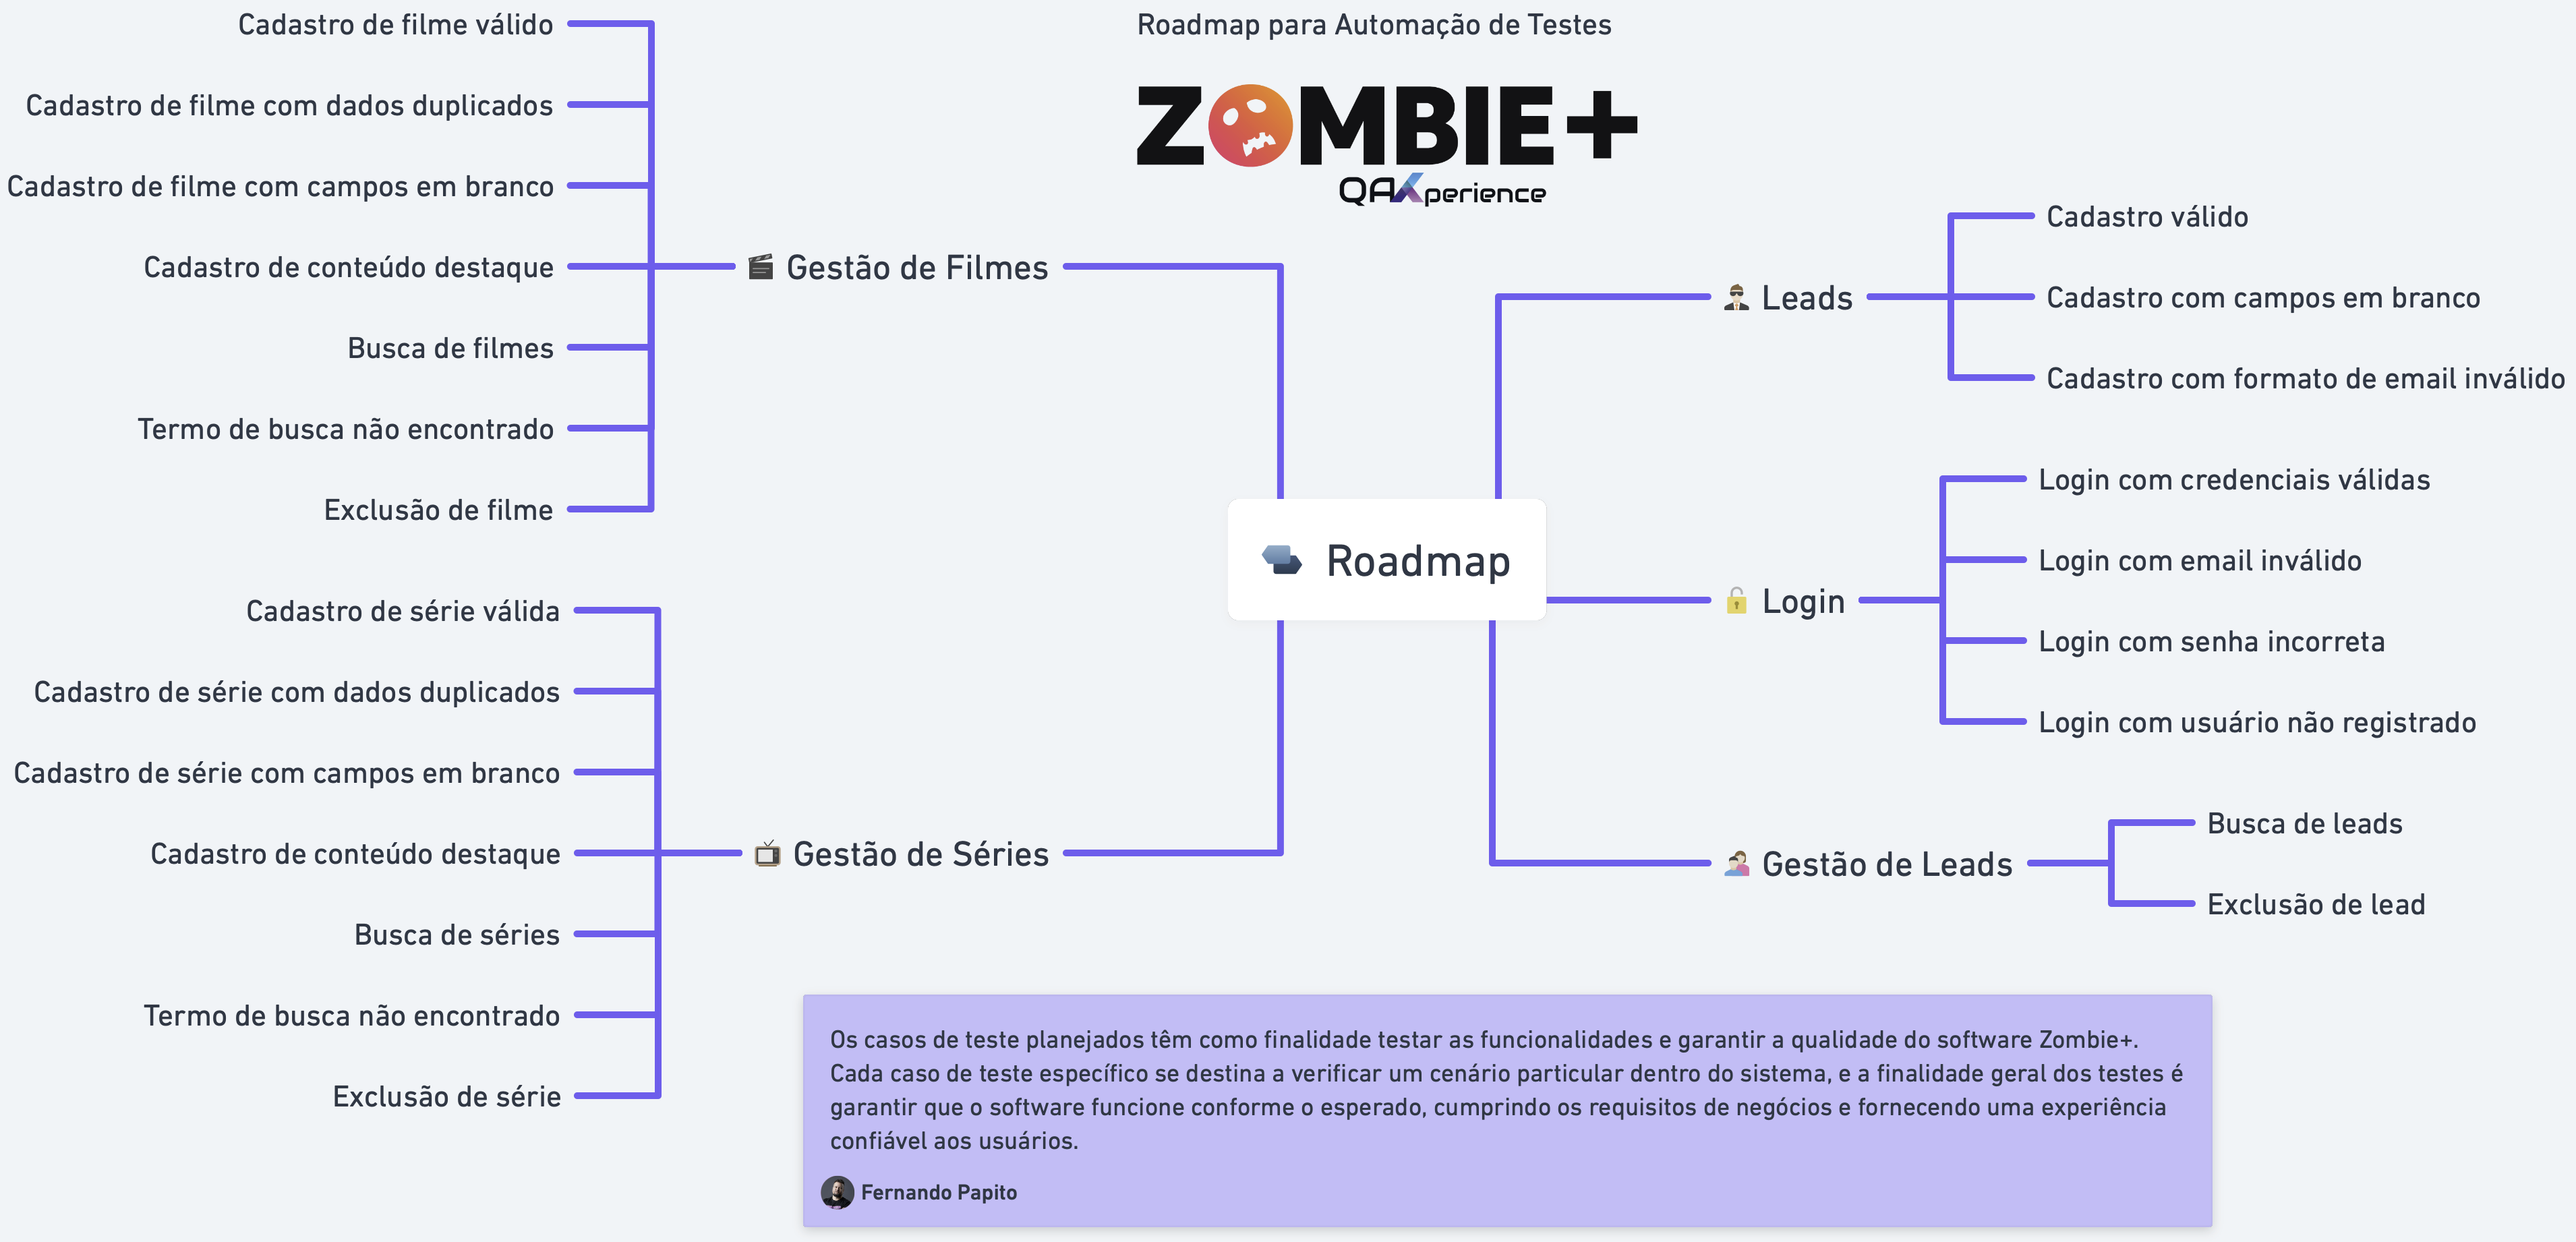 Roadmap para Automação de Testes
ZOMBIE+
QAXperience
Cadastro de filme válido
Cadastro de filme com dados duplicados
Cadastro de filme com campos em branco
Cadastro de conteúdo destaque
Busca de filmes
Termo de busca não encontrado
Exclusão de filme
Gestão de Filmes
Cadastro de série válida
Cadastro de série com dados duplicados
Cadastro de série com campos em branco
Cadastro de conteúdo destaque
Busca de séries
Termo de busca não encontrado
Exclusão de série
Gestão de Séries
Roadmap
Leads
Cadastro válido
Cadastro com campos em branco
Cadastro com formato de email inválido
Login
Login com credenciais válidas
Login com email inválido
Login com senha incorreta
Login com usuário não registrado
Gestão de Leads
Busca de leads
Exclusão de lead
Os casos de teste planejados têm como finalidade testar as funcionalidades e garantir a qualidade do software Zombie+.
Cada caso de teste específico se destina a verificar um cenário particular dentro do sistema, e a finalidade geral dos testes é
garantir que o software funcione conforme o esperado, cumprindo os requisitos de negócios e fornecendo uma experiência
confiável aos usuários.
Fernando Papito